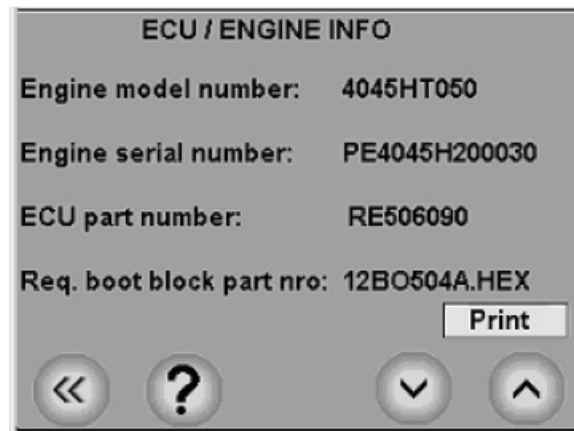 ECU / ENGINE INFO
Engine model number: 4045HT050
Engine serial number: PE4045H200030
ECU part number: RE506090
Req. boot block part nro: 12BO504A.HEX
Print
?